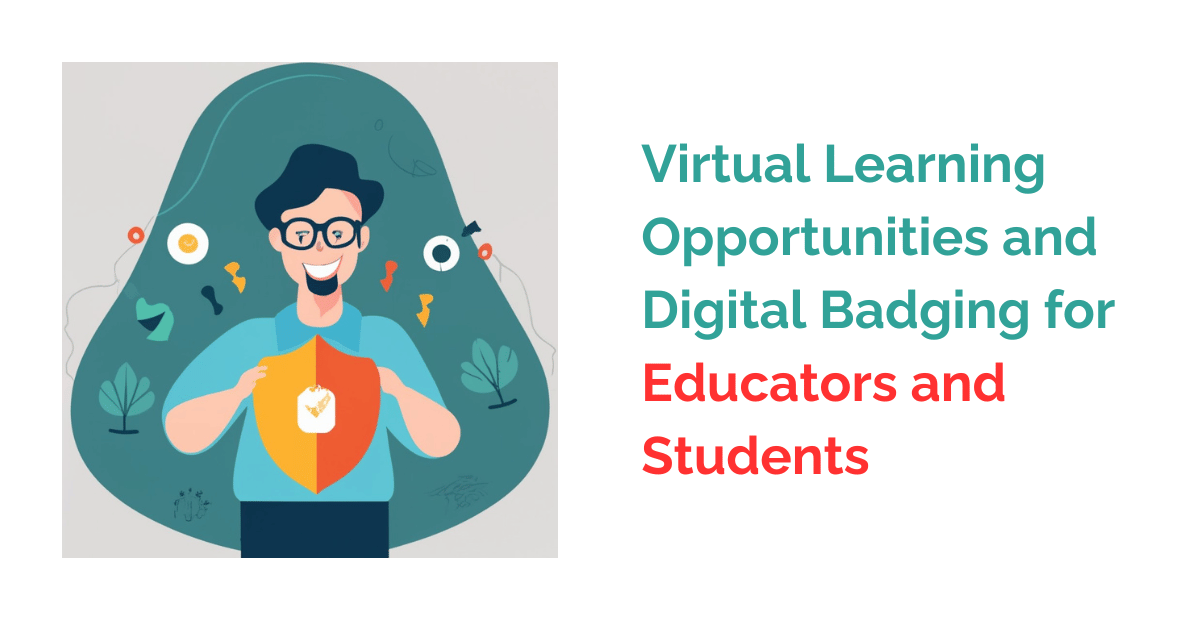 Virtual Learning
Opportunities and
Digital Badging for
Educators and
Students